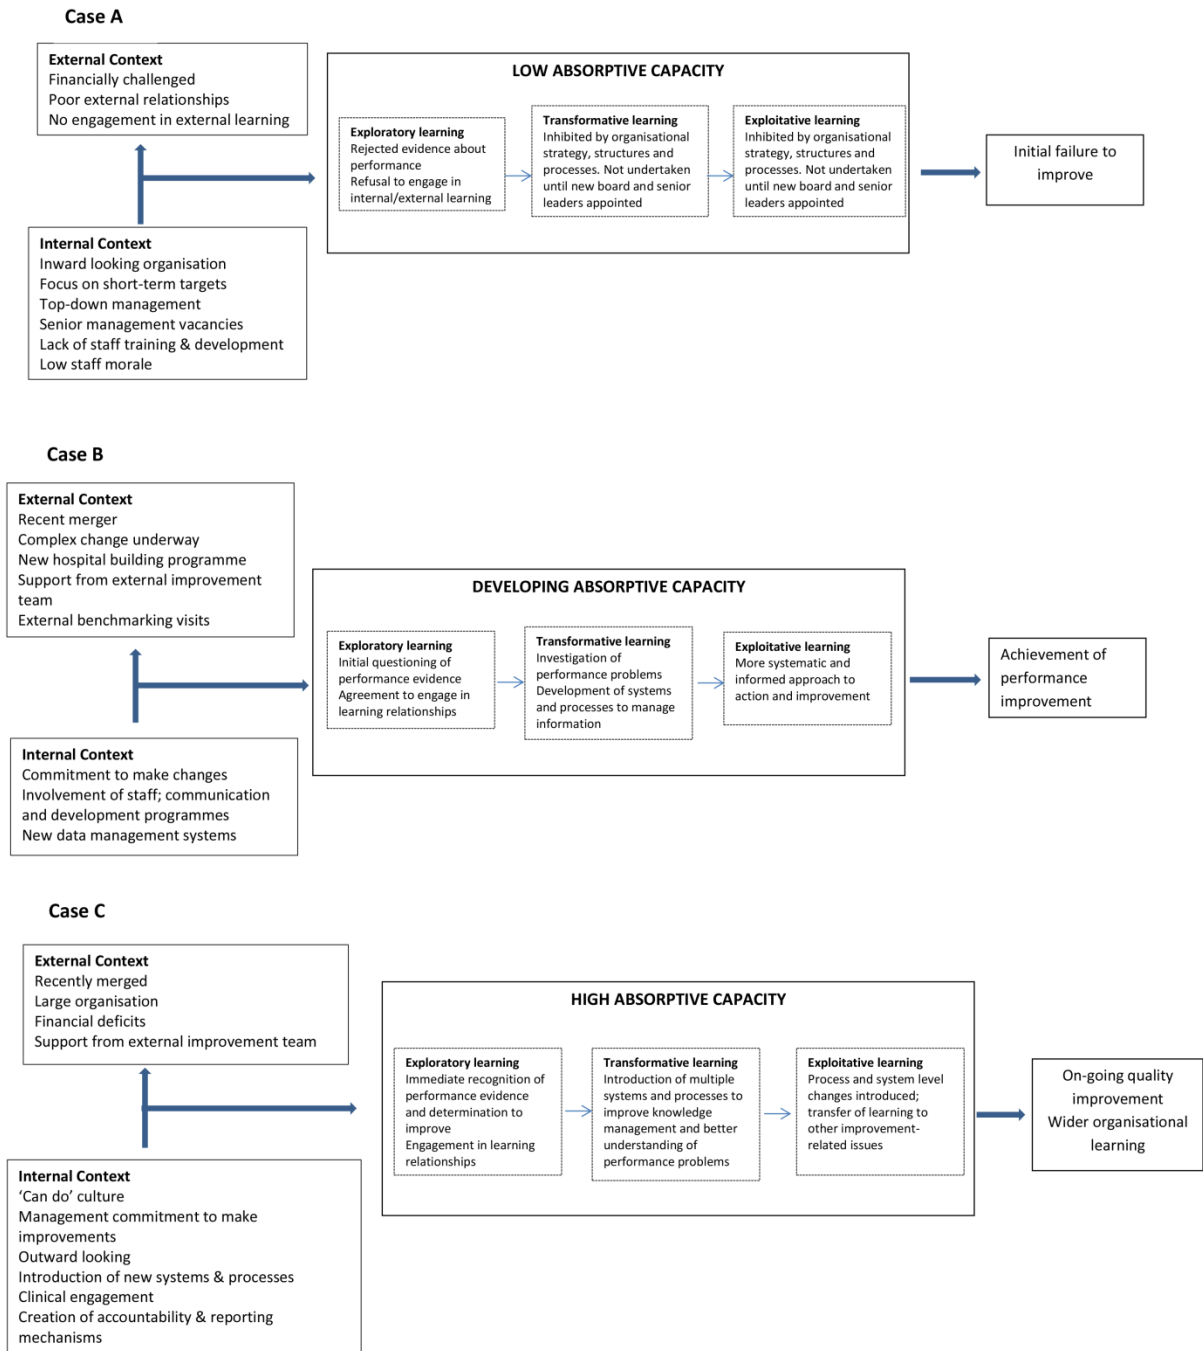 Case A
External Context
Financially challenged
Poor external relationships
No engagement in external learning
Internal Context
Inward looking organisation
Focus on short-term targets
Top-down management
Senior management vacancies
Lack of staff training & development
Low staff morale
LOW ABSORPTIVE CAPACITY
Exploratory learning
Rejected evidence about
performance
Refusal to engage in
internal/external learning
Transformative learning
Inhibited by organisational
strategy, structures and
processes. Not undertaken
until new board and senior
leaders appointed
Exploitative learning
Inhibited by organisational
strategy, structures and
processes. Not undertaken
until new board and senior
leaders appointed
Initial failure to
improve
Case B
External Context
Recent merger
Complex change underway
New hospital building programme
Support from external improvement
team
External benchmarking visits
Internal Context
Commitment to make changes
Involvement of staff; communication
and development programmes
New data management systems
DEVELOPING ABSORPTIVE CAPACITY
Exploratory learning
Initial questioning of
performance evidence
Agreement to engage in
learning relationships
Transformative learning
Investigation of
performance problems
Development of systems
and processes to manage
information
Exploitative learning
More systematic and
informed approach to
action and improvement
Achievement of
performance
improvement
Case C
External Context
Recently merged
Large organisation
Financial deficits
Support from external improvement team
Internal Context
‘Can do’ culture
Management commitment to make
improvements
Outward looking
Introduction of new systems & processes
Clinical engagement
Creation of accountability & reporting
mechanisms
HIGH ABSORPTIVE CAPACITY
Exploratory learning
Immediate recognition of
performance evidence
and determination to
improve
Engagement in learning
relationships
Transformative learning
Introduction of multiple
systems and processes to
improve knowledge
management and better
understanding of
performance problems
Exploitative learning
Process and system level
changes introduced;
transfer of learning to
other improvement-
related issues
On-going quality
improvement
Wider organisational
learning